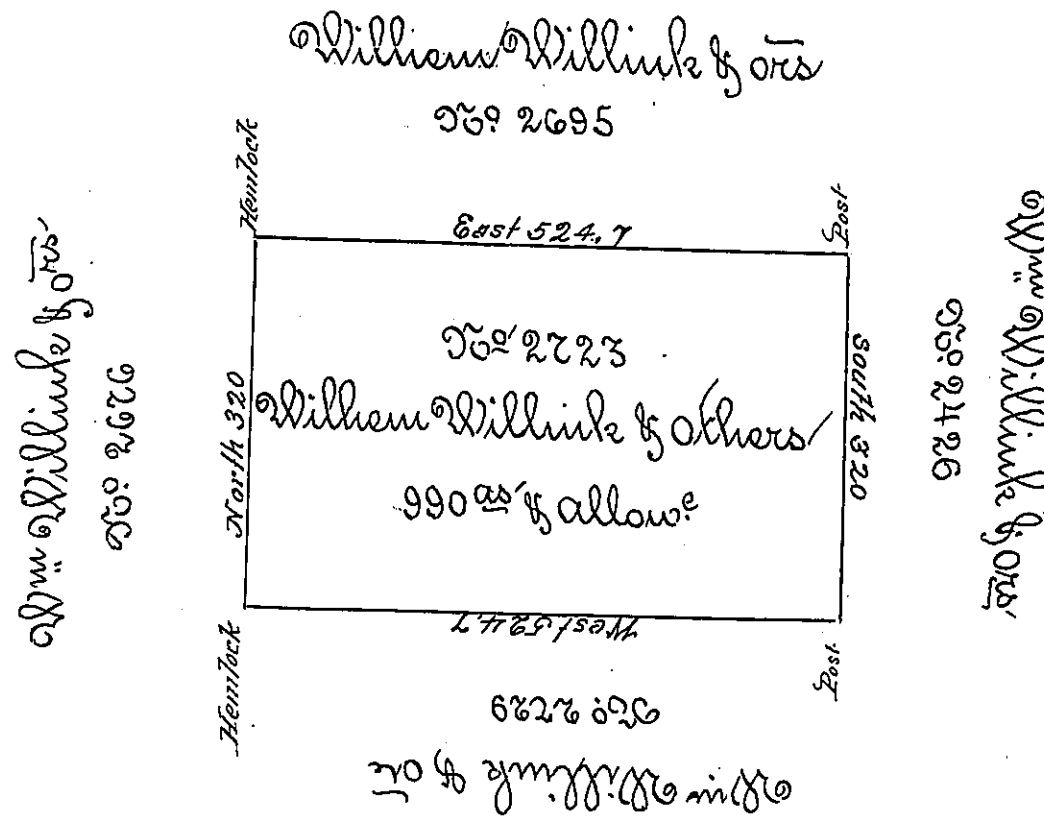 William Willink & ors
No. 2695
Hemlock
East 524.7
Post
Wm Willink & ors
No. 2926
North 320
No. 2723
Wilhem Willink & Others
990 as & allowe
South 320
No. 2426
Wm Willink & ors
Hemlock
West 524.7
Post
No. 2729
Wm Willink & ors